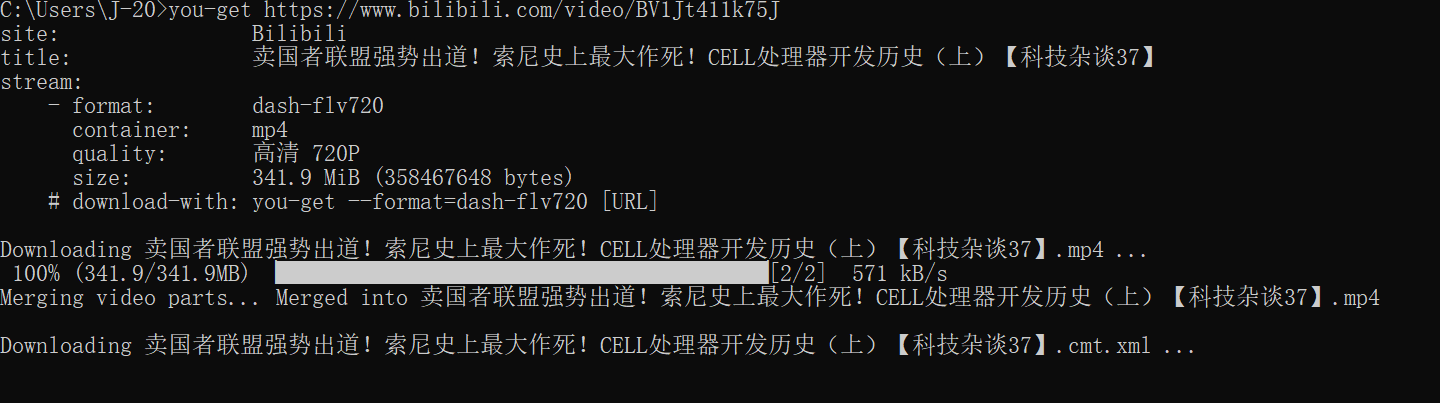 C:\Users\J-20>you-get https://www.bilibili.com/video/BV1Jt411k75J
site:                Bilibili
title:               卖国者联盟强势出道！索尼史上最大作死！CELL处理器开发历史（上）【科技杂谈37】
stream:
    - format:        dash-flv720
      container:     mp4
      quality:       高清 720P
      size:          341.9 MiB (358467648 bytes)
    # download-with: you-get --format=dash-flv720 [URL]
Downloading 卖国者联盟强势出道！索尼史上最大作死！CELL处理器开发历史（上）【科技杂谈37】.mp4 ...
 100% (341.9/341.9MB) [2/2]  571 kB/s
Merging video parts... Merged into 卖国者联盟强势出道！索尼史上最大作死！CELL处理器开发历史（上）【科技杂谈37】.mp4
Downloading 卖国者联盟强势出道！索尼史上最大作死！CELL处理器开发历史（上）【科技杂谈37】.cmt.xml ...